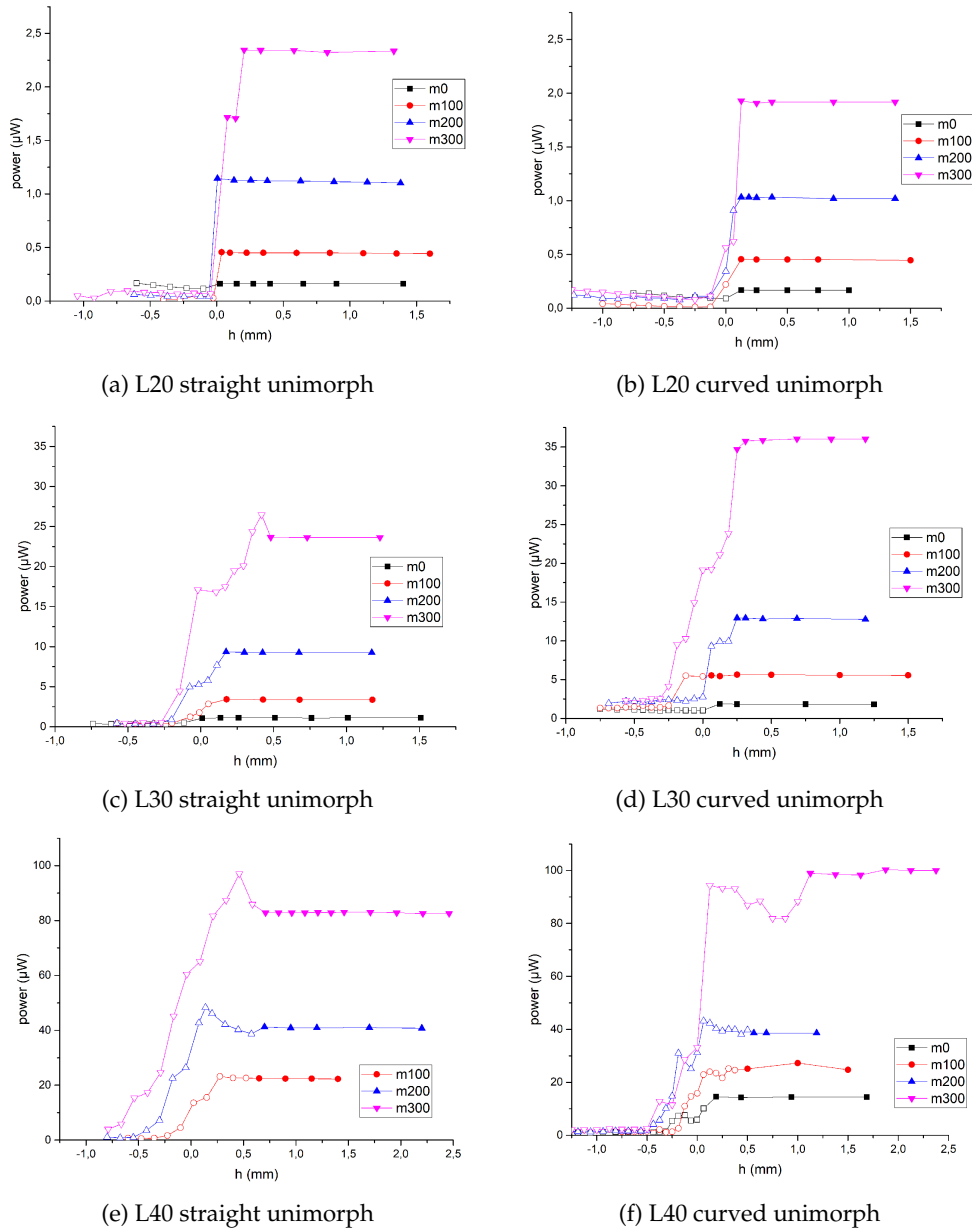 2,5
2,0
1,5
1,0
0,5
0,0
power (µW)
-1,0 -0,5 0,0 0,5 1,0 1,5
h (mm)
m0
m100
m200
m300
(a) L20 straight unimorph
2,5
2,0
1,5
1,0
0,5
0,0
power (µW)
-1,0 -0,5 0,0 0,5 1,0 1,5
h (mm)
m0
m100
m200
m300
(b) L20 curved unimorph
35
30
25
20
15
10
5
0
power (µW)
-1,0 -0,5 0,0 0,5 1,0 1,5
h (mm)
m0
m100
m200
m300
(c) L30 straight unimorph
35
30
25
20
15
10
5
0
power (µW)
-1,0 -0,5 0,0 0,5 1,0 1,5
h (mm)
m0
m100
m200
m300
(d) L30 curved unimorph
100
80
60
40
20
0
power (µW)
-1,0 -0,5 0,0 0,5 1,0 1,5 2,0 2,5
h (mm)
m100
m200
m300
(e) L40 straight unimorph
100
80
60
40
20
0
power (µW)
-1,0 -0,5 0,0 0,5 1,0 1,5 2,0 2,5
h (mm)
m0
m100
m200
m300
(f) L40 curved unimorph